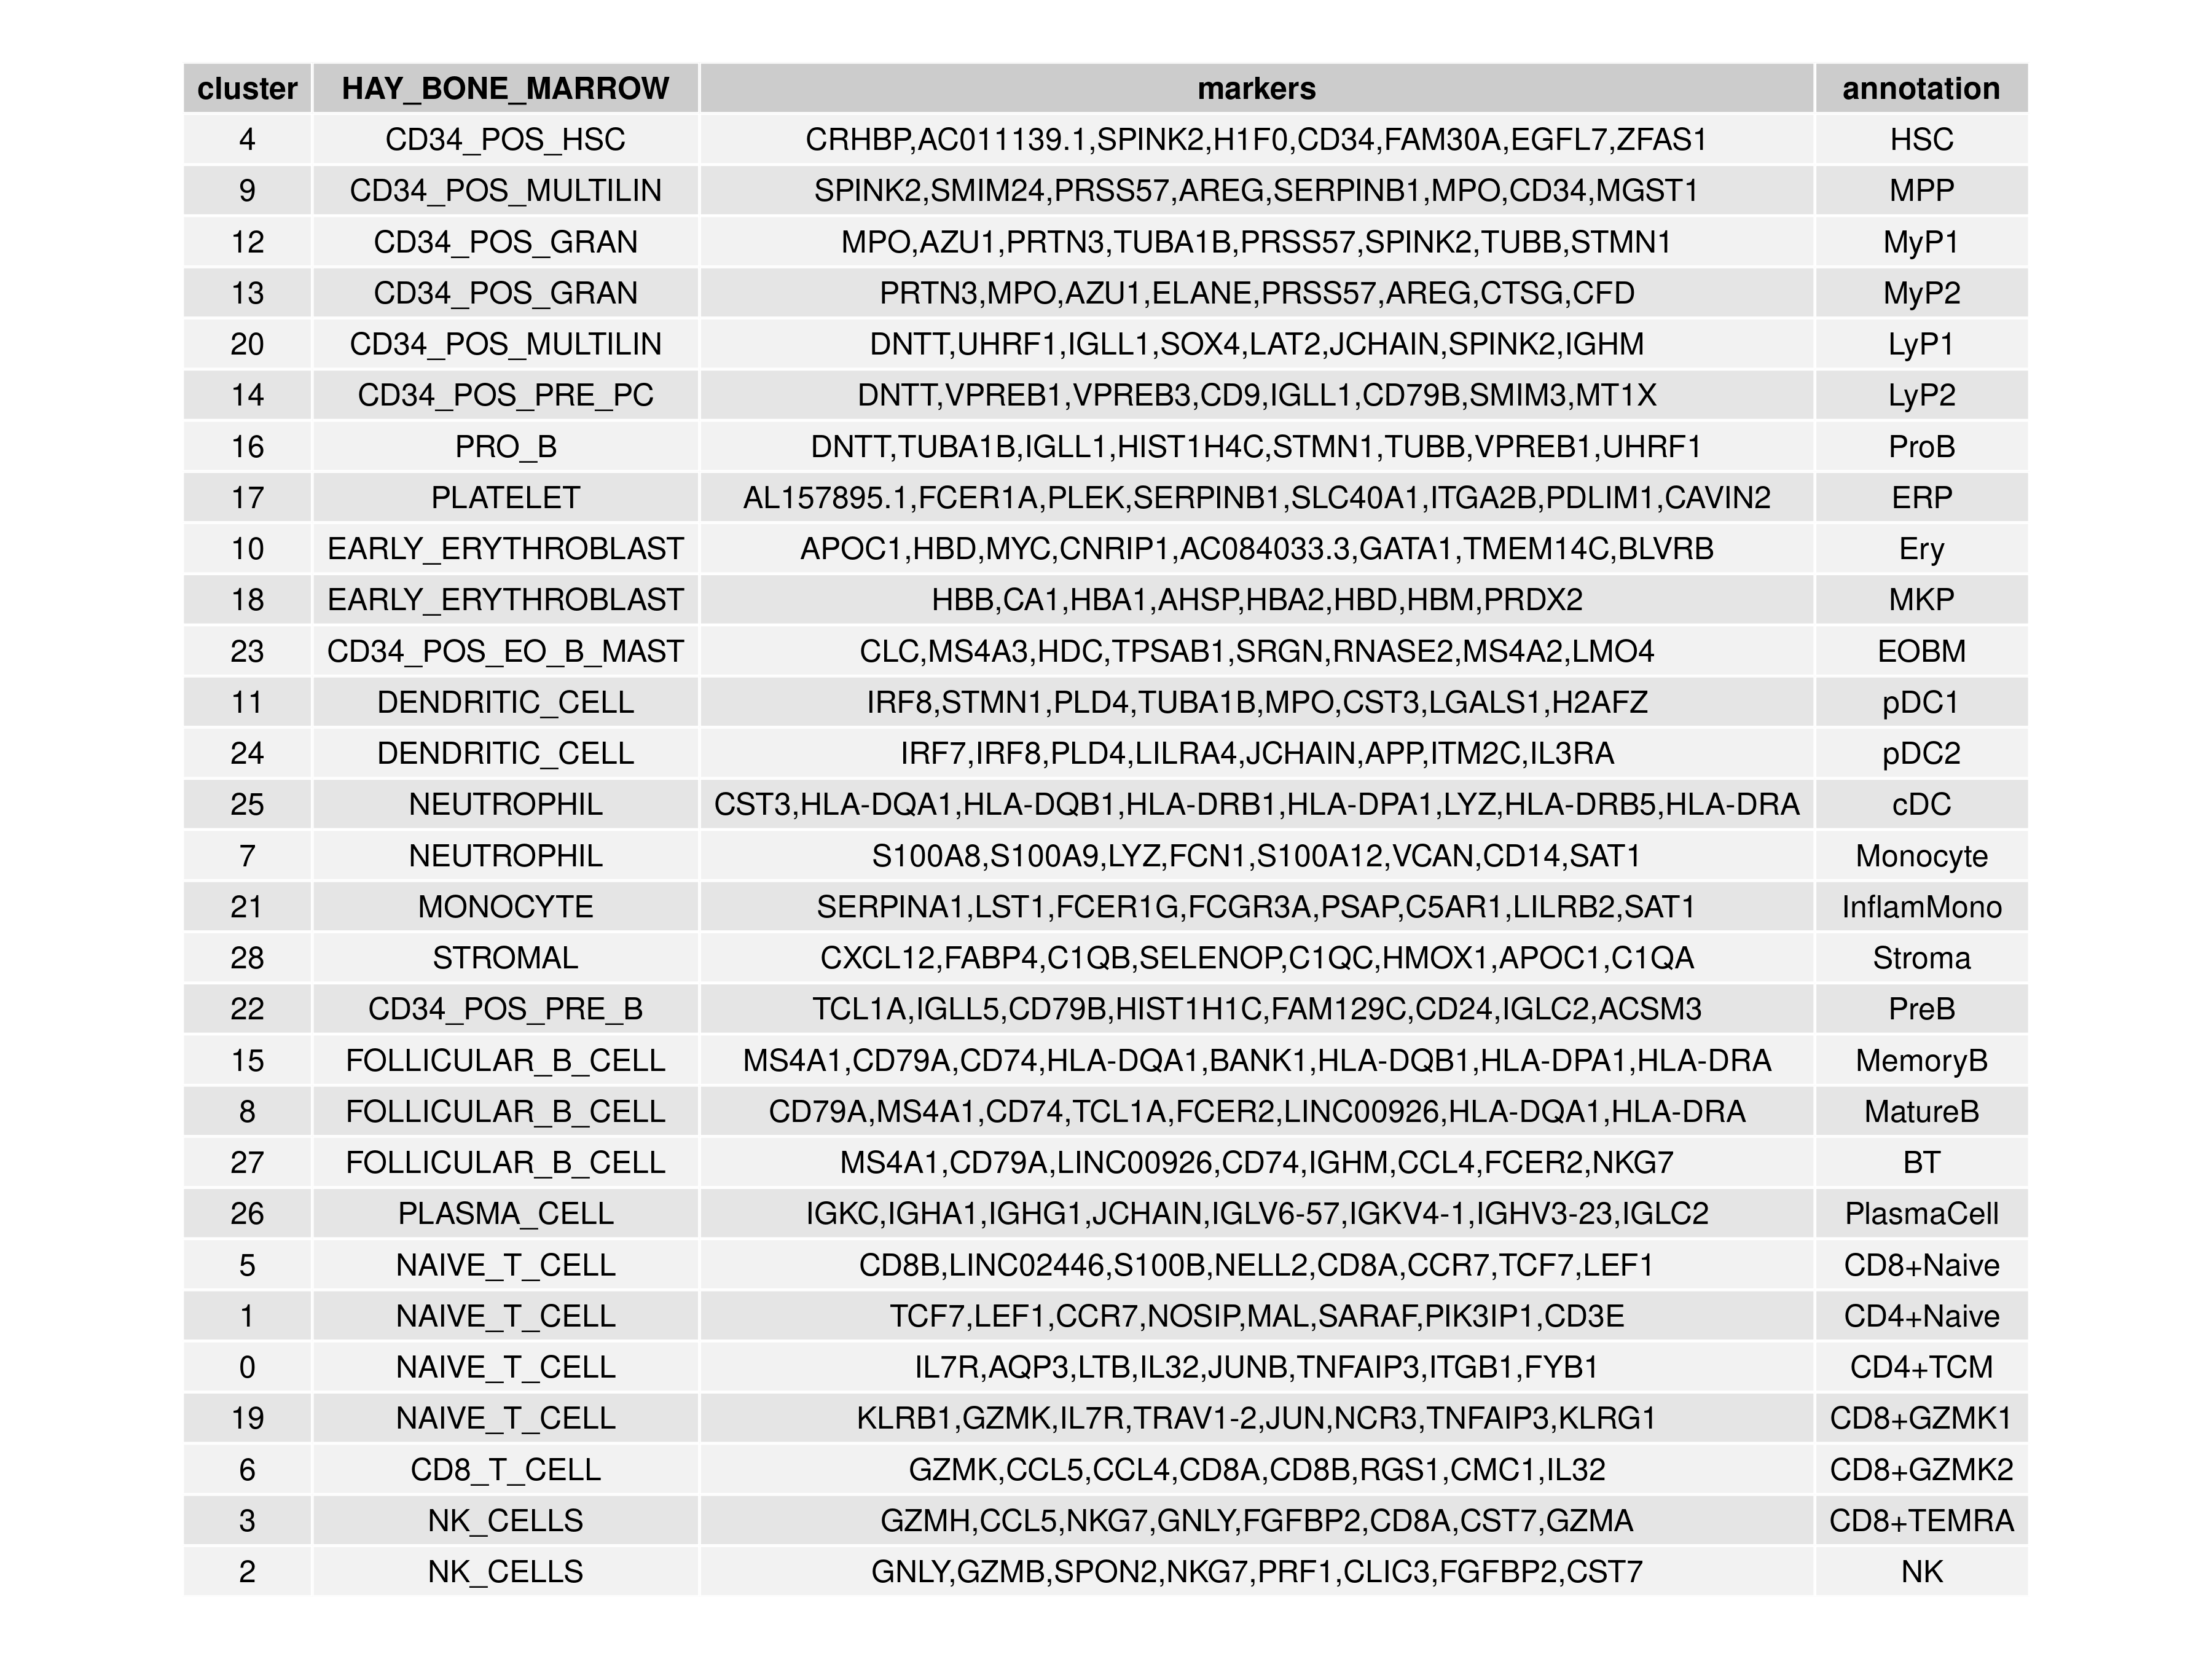 cluster HAY_BONE_MARROW markers annotation
4 CD34_POS_HSC CRHBP,AC011139.1,SPINK2,H1F0,CD34,FAM30A,EGFL7,ZFAS1 HSC
9 CD34_POS_MULTILIN SPINK2,SMIM24,PRSS57,AREG,SERPINB1,MPO,CD34,MGST1 MPP
12 CD34_POS_GRAN MPO,AZU1,PRTN3,TUBA1B,PRSS57,SPINK2,TUBB,STMN1 MyP1
13 CD34_POS_GRAN PRTN3,MPO,AZU1,ELANE,PRSS57,AREG,CTSG,CFD MyP2
20 CD34_POS_MULTILIN DNTT,UHRF1,IGLL1,SOX4,LAT2,JCHAIN,SPINK2,IGHM LyP1
14 CD34_POS_PRE_PC DNTT,VPREB1,VPREB3,CD9,IGLL1,CD79B,SMIM3,MT1X LyP2
16 PRO_B DNTT,TUBA1B,IGLL1,HIST1H4C,STMN1,TUBB,VPREB1,UHRF1 ProB
17 PLATELET AL157895.1,FCER1A,PLEK,SERPINB1,SLC40A1,ITGA2B,PDLIM1,CAVIN2 ERP
10 EARLY_ERYTHROBLAST APOC1,HBD,MYC,CNRIP1,AC084033.3,GATA1,TMEM14C,BLVRB Ery
18 EARLY_ERYTHROBLAST HBB,CA1,HBA1,AHSP,HBA2,HBD,HBM,PRDX2 MKP
23 CD34_POS_EO_B_MAST CLC,MS4A3,HDC,TPSAB1,SRGN,RNASE2,MS4A2,LMO4 EOBM
11 DENDRITIC_CELL IRF8,STMN1,PLD4,TUBA1B,MPO,CST3,LGALS1,H2AFZ pDC1
24 DENDRITIC_CELL IRF7,IRF8,PLD4,LILRA4,JCHAIN,APP,ITM2C,IL3RA pDC2
25 NEUTROPHIL CST3,HLA-DQA1,HLA-DQB1,HLA-DRB1,HLA-DPA1,LYZ,HLA-DRB5,HLA-DRA cDC
7 NEUTROPHIL S100A8,S100A9,LYZ,FCN1,S100A12,VCAN,CD14,SAT1 Monocyte
21 MONOCYTE SERPINA1,LST1,FCER1G,FCGR3A,PSAP,C5AR1,LILRB2,SAT1 InflamMono
28 STROMAL CXCL12,FABP4,C1QB,SELENOP,C1QC,HMOX1,APOC1,C1QA Stroma
22 CD34_POS_PRE_B TCL1A,IGLL5,CD79B,HIST1H1C,FAM129C,CD24,IGLC2,ACSM3 PreB
15 FOLLICULAR_B_CELL MS4A1,CD79A,CD74,HLA-DQA1,BANK1,HLA-DQB1,HLA-DPA1,HLA-DRA MemoryB
8 FOLLICULAR_B_CELL CD79A,MS4A1,CD74,TCL1A,FCER2,LINC00926,HLA-DQA1,HLA-DRA MatureB
27 FOLLICULAR_B_CELL MS4A1,CD79A,LINC00926,CD74,IGHM,CCL4,FCER2,NKG7 BT
26 PLASMA_CELL IGKC,IGHA1,IGHG1,JCHAIN,IGLV6-57,IGKV4-1,IGHV3-23,IGLC2 PlasmaCell
5 NAIVE_T_CELL CD8B,LINC02446,S100B,NELL2,CD8A,CCR7,TCF7,LEF1 CD8+Naive
1 NAIVE_T_CELL TCF7,LEF1,CCR7,NOSIP,MAL,SARAF,PIK3IP1,CD3E CD4+Naive
0 NAIVE_T_CELL IL7R,AQP3,LTB,IL32,JUNB,TNFAIP3,ITGB1,FYB1 CD4+TCM
19 NAIVE_T_CELL KLRB1,GZMK,IL7R,TRAV1-2,JUN,NCR3,TNFAIP3,KLRG1 CD8+GZMK1
6 CD8_T_CELL GZMK,CCL5,CCL4,CD8A,CD8B,RGS1,CMC1,IL32 CD8+GZMK2
3 NK_CELLS GZMH,CCL5,NKG7,GNLY,FGFBP2,CD8A,CST7,GZMA CD8+TEMRA
2 NK_CELLS GNLY,GZMB,SPON2,NKG7,PRF1,CLIC3,FGFBP2,CST7 NK